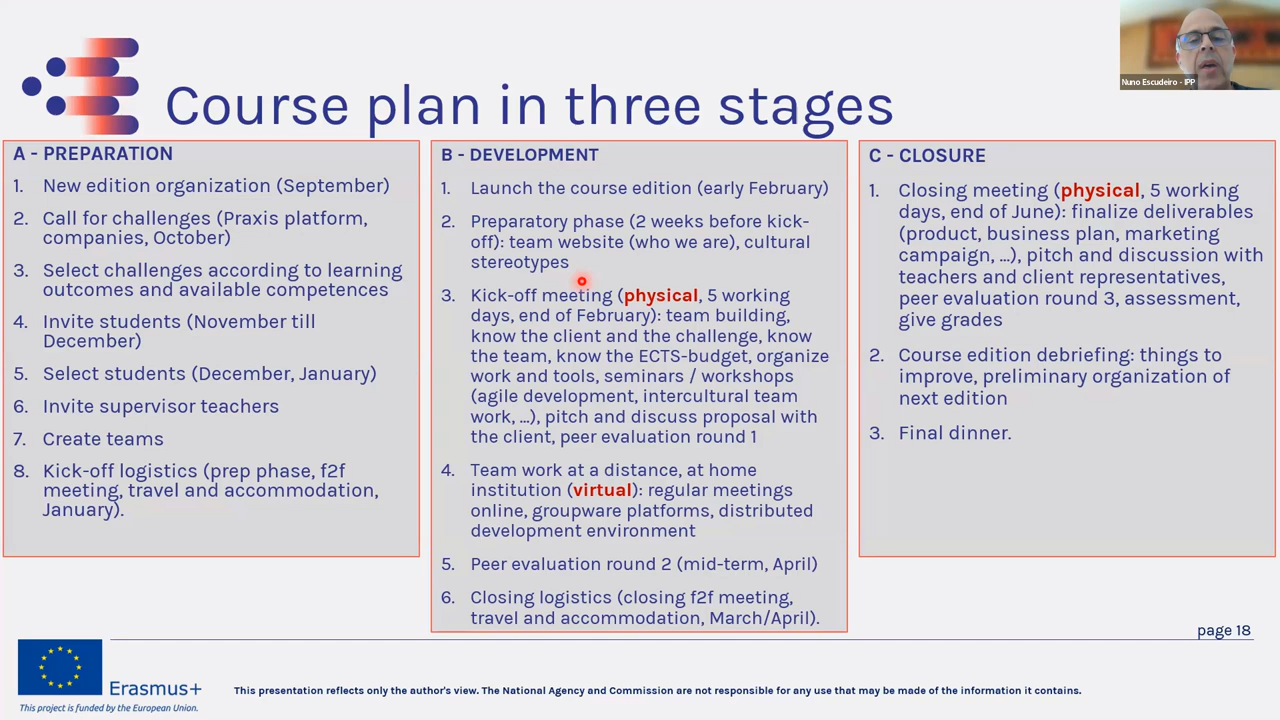 Nuno Escudeiro - IPP
Course plan in three stages
A - PREPARATION
1. New edition organization (September)
2. Call for challenges (Praxis platform,
companies, October)
3. Select challenges according to learning
outcomes and available competences
4. Invite students (November till
December)
5. Select students (December, January)
6. Invite supervisor teachers
7. Create teams
8. Kick-off logistics (prep phase, f2f
meeting, travel and accommodation,
January).
B - DEVELOPMENT
1. Launch the course edition (early February)
2. Preparatory phase (2 weeks before kick-
off): team website (who we are), cultural
stereotypes
3. Kick-off meeting (physical, 5 working
days, end of February): team building,
know the client and the challenge, know
the team, know the ECTS-budget, organize
work and tools, seminars / workshops
(agile development, intercultural team
work, ...), pitch and discuss proposal with
the client, peer evaluation round 1
4. Team work at a distance, at home
institution (virtual): regular meetings
online, groupware platforms, distributed
development environment
5. Peer evaluation round 2 (mid-term, April)
6. Closing logistics (closing f2f meeting,
travel and accommodation, March/April).
C - CLOSURE
1. Closing meeting (physical, 5 working
days, end of June): finalize deliverables
(product, business plan, marketing
campaign, ...), pitch and discussion with
teachers and client representatives,
peer evaluation round 3, assessment,
give grades
2. Course edition debriefing: things to
improve, preliminary organization of
next edition
3. Final dinner.
page 18
Erasmus+
This project is funded by the European Union.
This presentation reflects only the author's view. The National Agency and Commission are not responsible for any use that may be made of the information it contains.